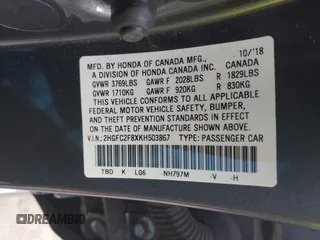 MFD. BY HONDA OF CANADA MFG., 10/'18
A DIVISION OF HONDA CANADA INC. CANADA
GVWR 3769LBS GAWR F 2028LBS R 1829LBS
GVWR 1710KG GAWR F 920KG R 830KG
THIS VEHICLE CONFORMS TO ALL APPLICABLE
FEDERAL MOTOR VEHICLE SAFETY, BUMPER,
AND THEFT PREVENTION STANDARDS IN EFFECT
ON THE DATE OF MANUFACTURE SHOWN ABOVE.
V.I.N.:2HGFC2F8XKH503867 TYPE: PASSENGER CAR
TBD K LG6 -NH797M -V -H